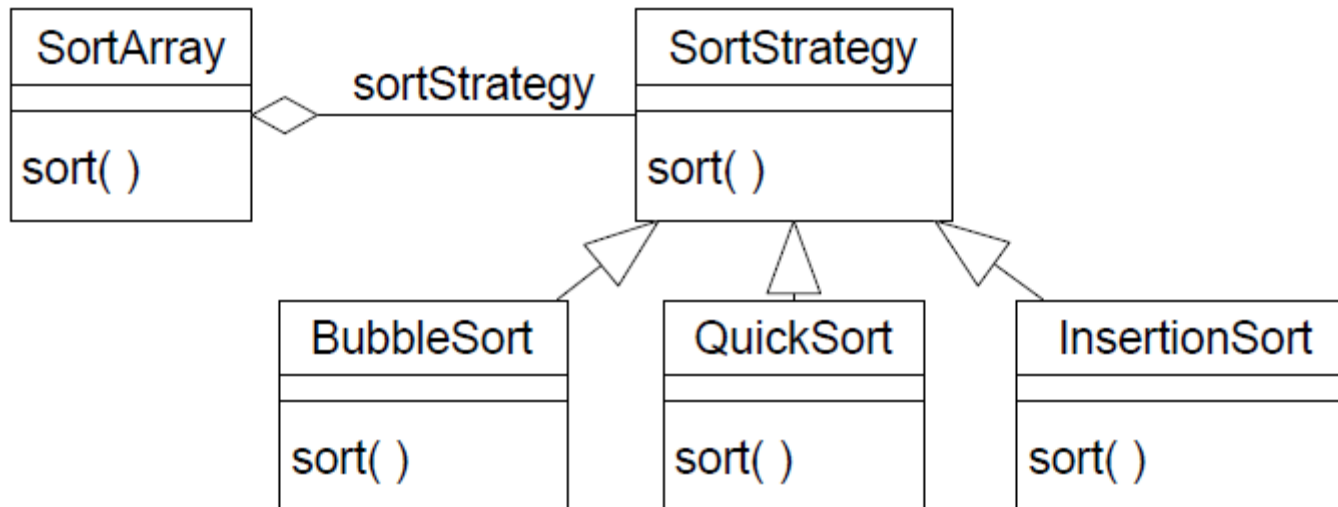 SortArray
sort( )
sortStrategy
SortStrategy
sort( )
BubbleSort
sort( )
QuickSort
sort( )
InsertionSort
sort( )